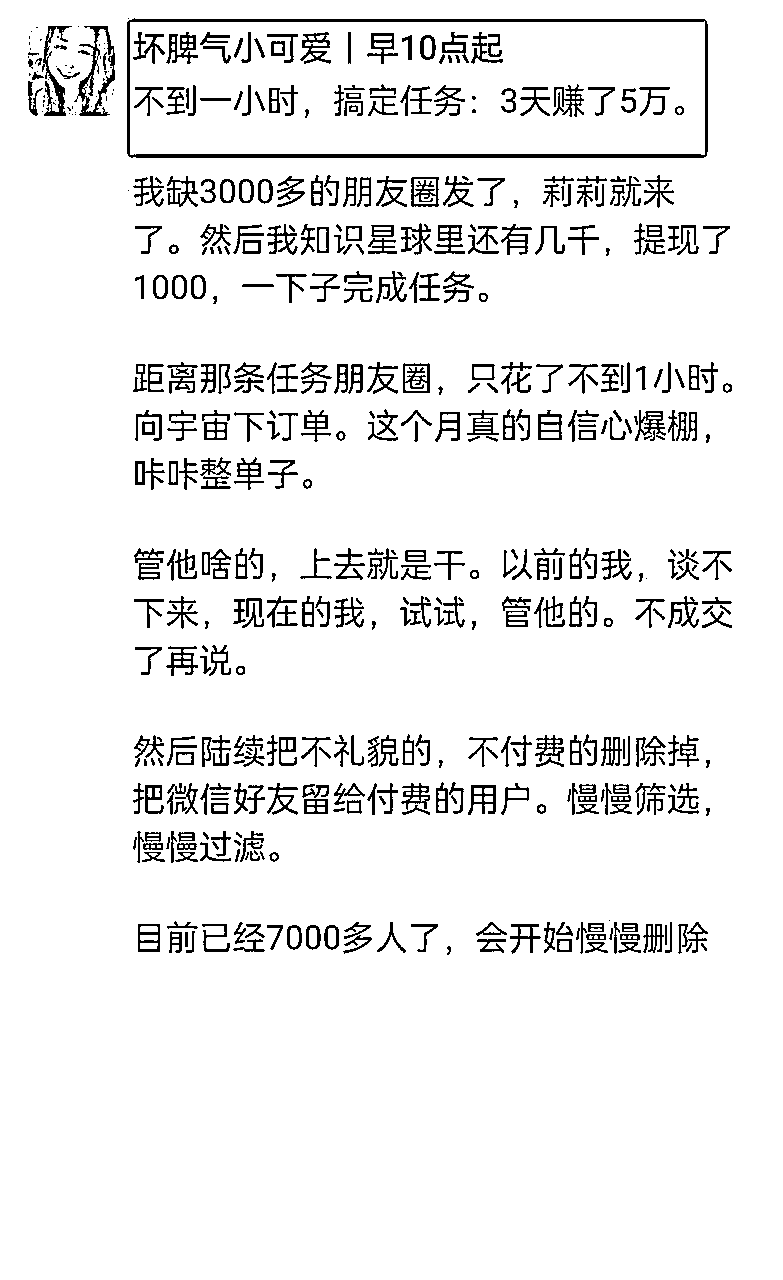 坏脾气小可爱丨早10点起
不到一小时，搞定任务：3天赚了5万。
我缺3000多的朋友圈发了，莉莉就来
了。然后我知识星球里还有几千，提现了
1000，一下子完成任务。
距离那条任务朋友圈，只花了不到1小时。
向宇宙下订单。这个月真的自信心爆棚，
咔咔整单子。
管他啥的，上去就是干。以前的我，谈不
下来，现在的我，试试，管他的。不成交
了再说。
然后陆续把不礼貌的，不付费的删除掉，
把微信好友留给付费的用户。慢慢筛选，
慢慢过滤。
目前已经7000多人了，会开始慢慢删除